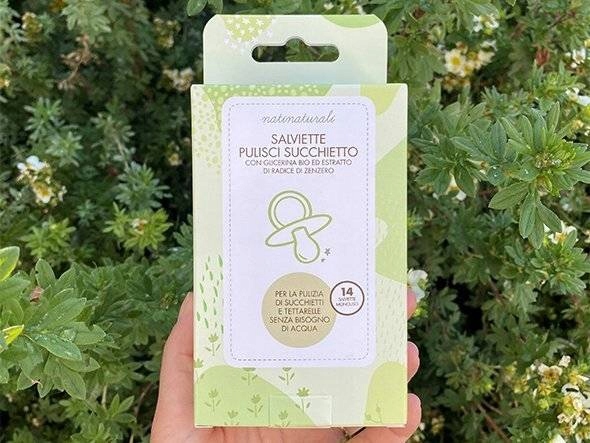 natinaturali
SALVIETTE
PULISCI SUCCHIETTO
CON GLICERINA BIO ED ESTRATTO
DI RADICE DI ZENZERO
PER LA PULIZIA
DI SUCCHIETTI
E TETTARELLE
SENZA BISOGNO
DI ACQUA
14
SALVIETTE
MONOUSO